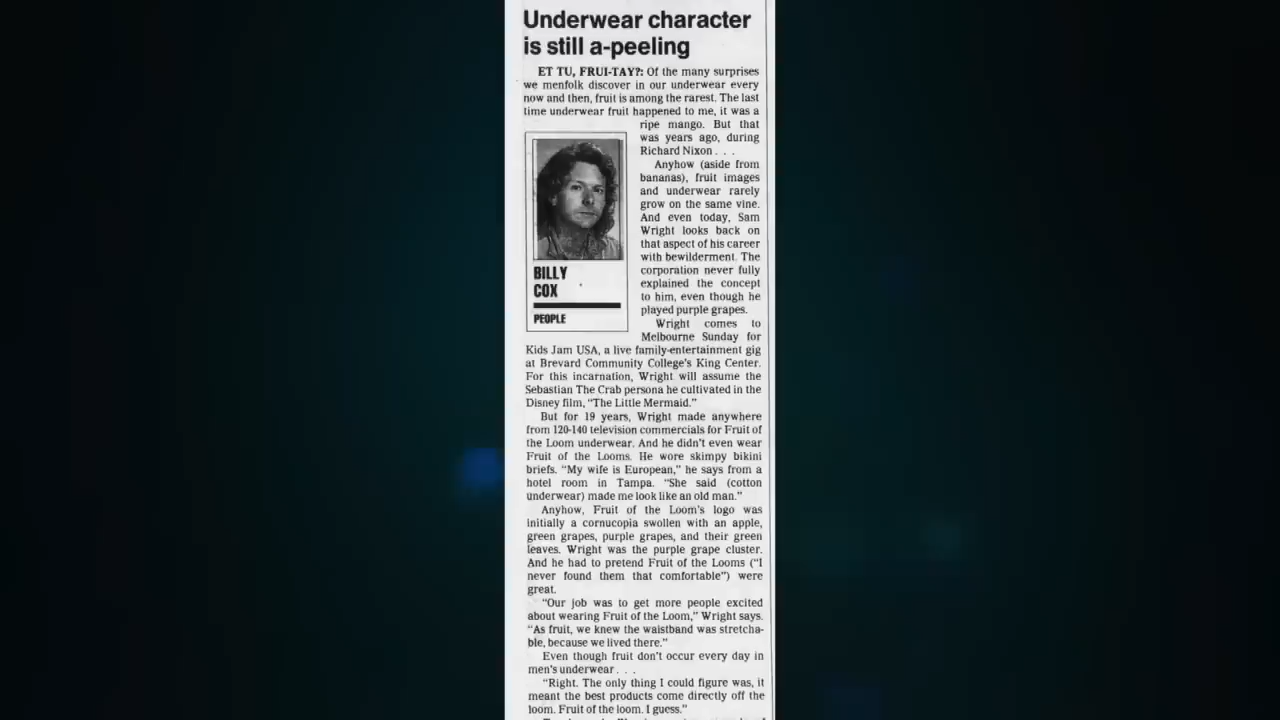 Underwear character
is still a-peeling
ET TU, FRUI-TAY?: Of the many surprises
we menfolk discover in our underwear every
now and then, fruit is among the rarest. The last
time underwear fruit happened to me, it was a
ripe mango. But that
was years ago, during
Richard Nixon . . .
Anyhow (aside from
bananas), fruit images
and underwear rarely
grow on the same vine.
And even today, Sam
Wright looks back on
that aspect of his career
with bewilderment. The
corporation never fully
explained the concept
to him, even though he
played purple grapes.
BILLY
COX
PEOPLE
Wright comes to
Melbourne Sunday for
Kids Jam USA, a live family-entertainment gig
at Brevard Community College's King Center.
For this incarnation, Wright will assume the
Sebastian The Crab persona he cultivated in the
Disney film, "The Little Mermaid."
But for 19 years, Wright made anywhere
from 120-140 television commercials for Fruit of
the Loom underwear. And he didn't even wear
Fruit of the Looms. He wore skimpy bikini
briefs. "My wife is European," he says from a
hotel room in Tampa. "She said (cotton
underwear) made me look like an old man."
Anyhow, Fruit of the Loom's logo was
initially a cornucopia swollen with an apple,
green grapes, purple grapes, and their green
leaves. Wright was the purple grape cluster.
And he had to pretend Fruit of the Looms ("I
never found them that comfortable") were
great.
"Our job was to get more people excited
about wearing Fruit of the Loom," Wright says.
"As fruit, we knew the waistband was stretcha-
ble, because we lived there."
Even though fruit don't occur every day in
men's underwear . . .
"Right. The only thing I could figure was, it
meant the best products come directly off the
loom. Fruit of the loom. I guess."